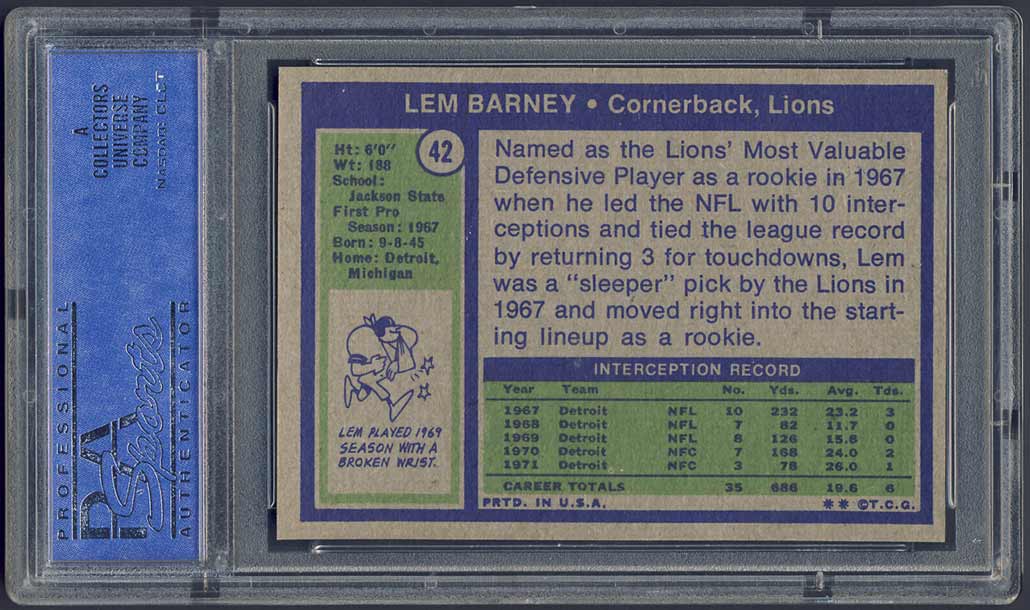 A
COLLECTORS
UNIVERSE
COMPANY
NASDAQ: CLCT
PROFESSIONAL
PSA
Sports
AUTHENTICATOR
LEM BARNEY • Cornerback, Lions
42
Ht: 6'0"
Wt: 188
School:
Jackson State
First Pro
Season: 1967
Born: 9-8-45
Home: Detroit,
Michigan
LEM PLAYED 1969
SEASON WITH A
BROKEN WRIST.
Named as the Lions' Most Valuable
Defensive Player as a rookie in 1967
when he led the NFL with 10 inter-
ceptions and tied the league record
by returning 3 for touchdowns, Lem
was a "sleeper" pick by the Lions in
1967 and moved right into the start-
ing lineup as a rookie.
INTERCEPTION RECORD
Year Team No. Yds. Avg. Tds.
1967 Detroit NFL 10 232 23.2 3
1968 Detroit NFL 7 82 11.7 0
1969 Detroit NFL 8 126 15.8 0
1970 Detroit NFC 7 168 24.0 2
1971 Detroit NFC 3 78 26.0 1
CAREER TOTALS 35 686 19.6 6
PRTD. IN U.S.A. ** ©T.C.G.